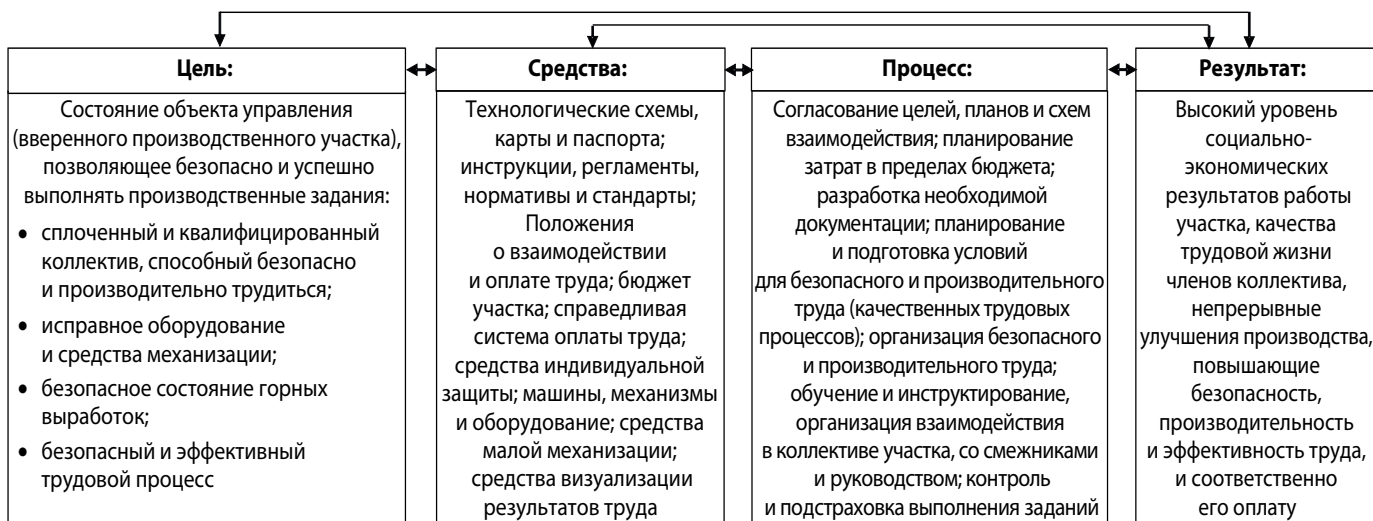 Цель:
Состояние объекта управления
(вверенного производственного участка),
позволяющее безопасно и успешно
выполнять производственные задания:
• сплоченный и квалифицированный
коллектив, способный безопасно
и производительно трудиться;
• исправное оборудование
и средства механизации;
• безопасное состояние горных
выработок;
• безопасный и эффективный
трудовой процесс
Средства:
Технологические схемы,
карты и паспорта;
инструкции, регламенты,
нормативы и стандарты;
Положения
о взаимодействии
и оплате труда; бюджет
участка; справедливая
система оплаты труда;
средства индивидуальной
защиты; машины, механизмы
и оборудование; средства
малой механизации;
средства визуализации
результатов труда
Процесс:
Согласование целей, планов и схем
взаимодействия; планирование
затрат в пределах бюджета;
разработка необходимой
документации; планирование
и подготовка условий
для безопасного и производительного
труда (качественных трудовых
процессов); организация безопасного
и производительного труда;
обучение и инструктирование,
организация взаимодействия
в коллективе участка, со смежниками
и руководством; контроль
и подстраховка выполнения заданий
Результат:
Высокий уровень
социально-
экономических
результатов работы
участка, качества
трудовой жизни
членов коллектива,
непрерывные
улучшения производства,
повышающие
безопасность,
производительность
и эффективность труда,
и соответственно
его оплату